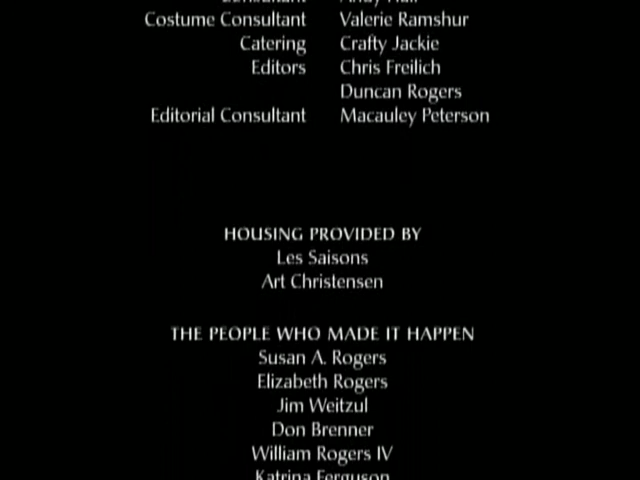 Costume Consultant Valerie Ramshur
Catering Crafty Jackie
Editors Chris Freilich
Duncan Rogers
Editorial Consultant Macauley Peterson
HOUSING PROVIDED BY
Les Saisons
Art Christensen
THE PEOPLE WHO MADE IT HAPPEN
Susan A. Rogers
Elizabeth Rogers
Jim Weitzul
Don Brenner
William Rogers IV
Katrina Ferguson